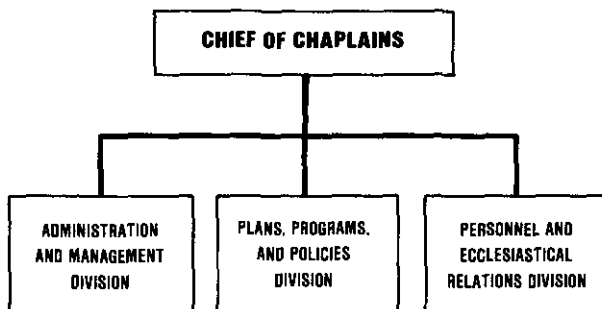 CHIEF OF CHAPLAINS
ADMINISTRATION
AND MANAGEMENT
DIVISION
PLANS, PROGRAMS,
AND POLICIES
DIVISION
PERSONNEL AND
ECCLESIASTICAL
RELATIONS DIVISION